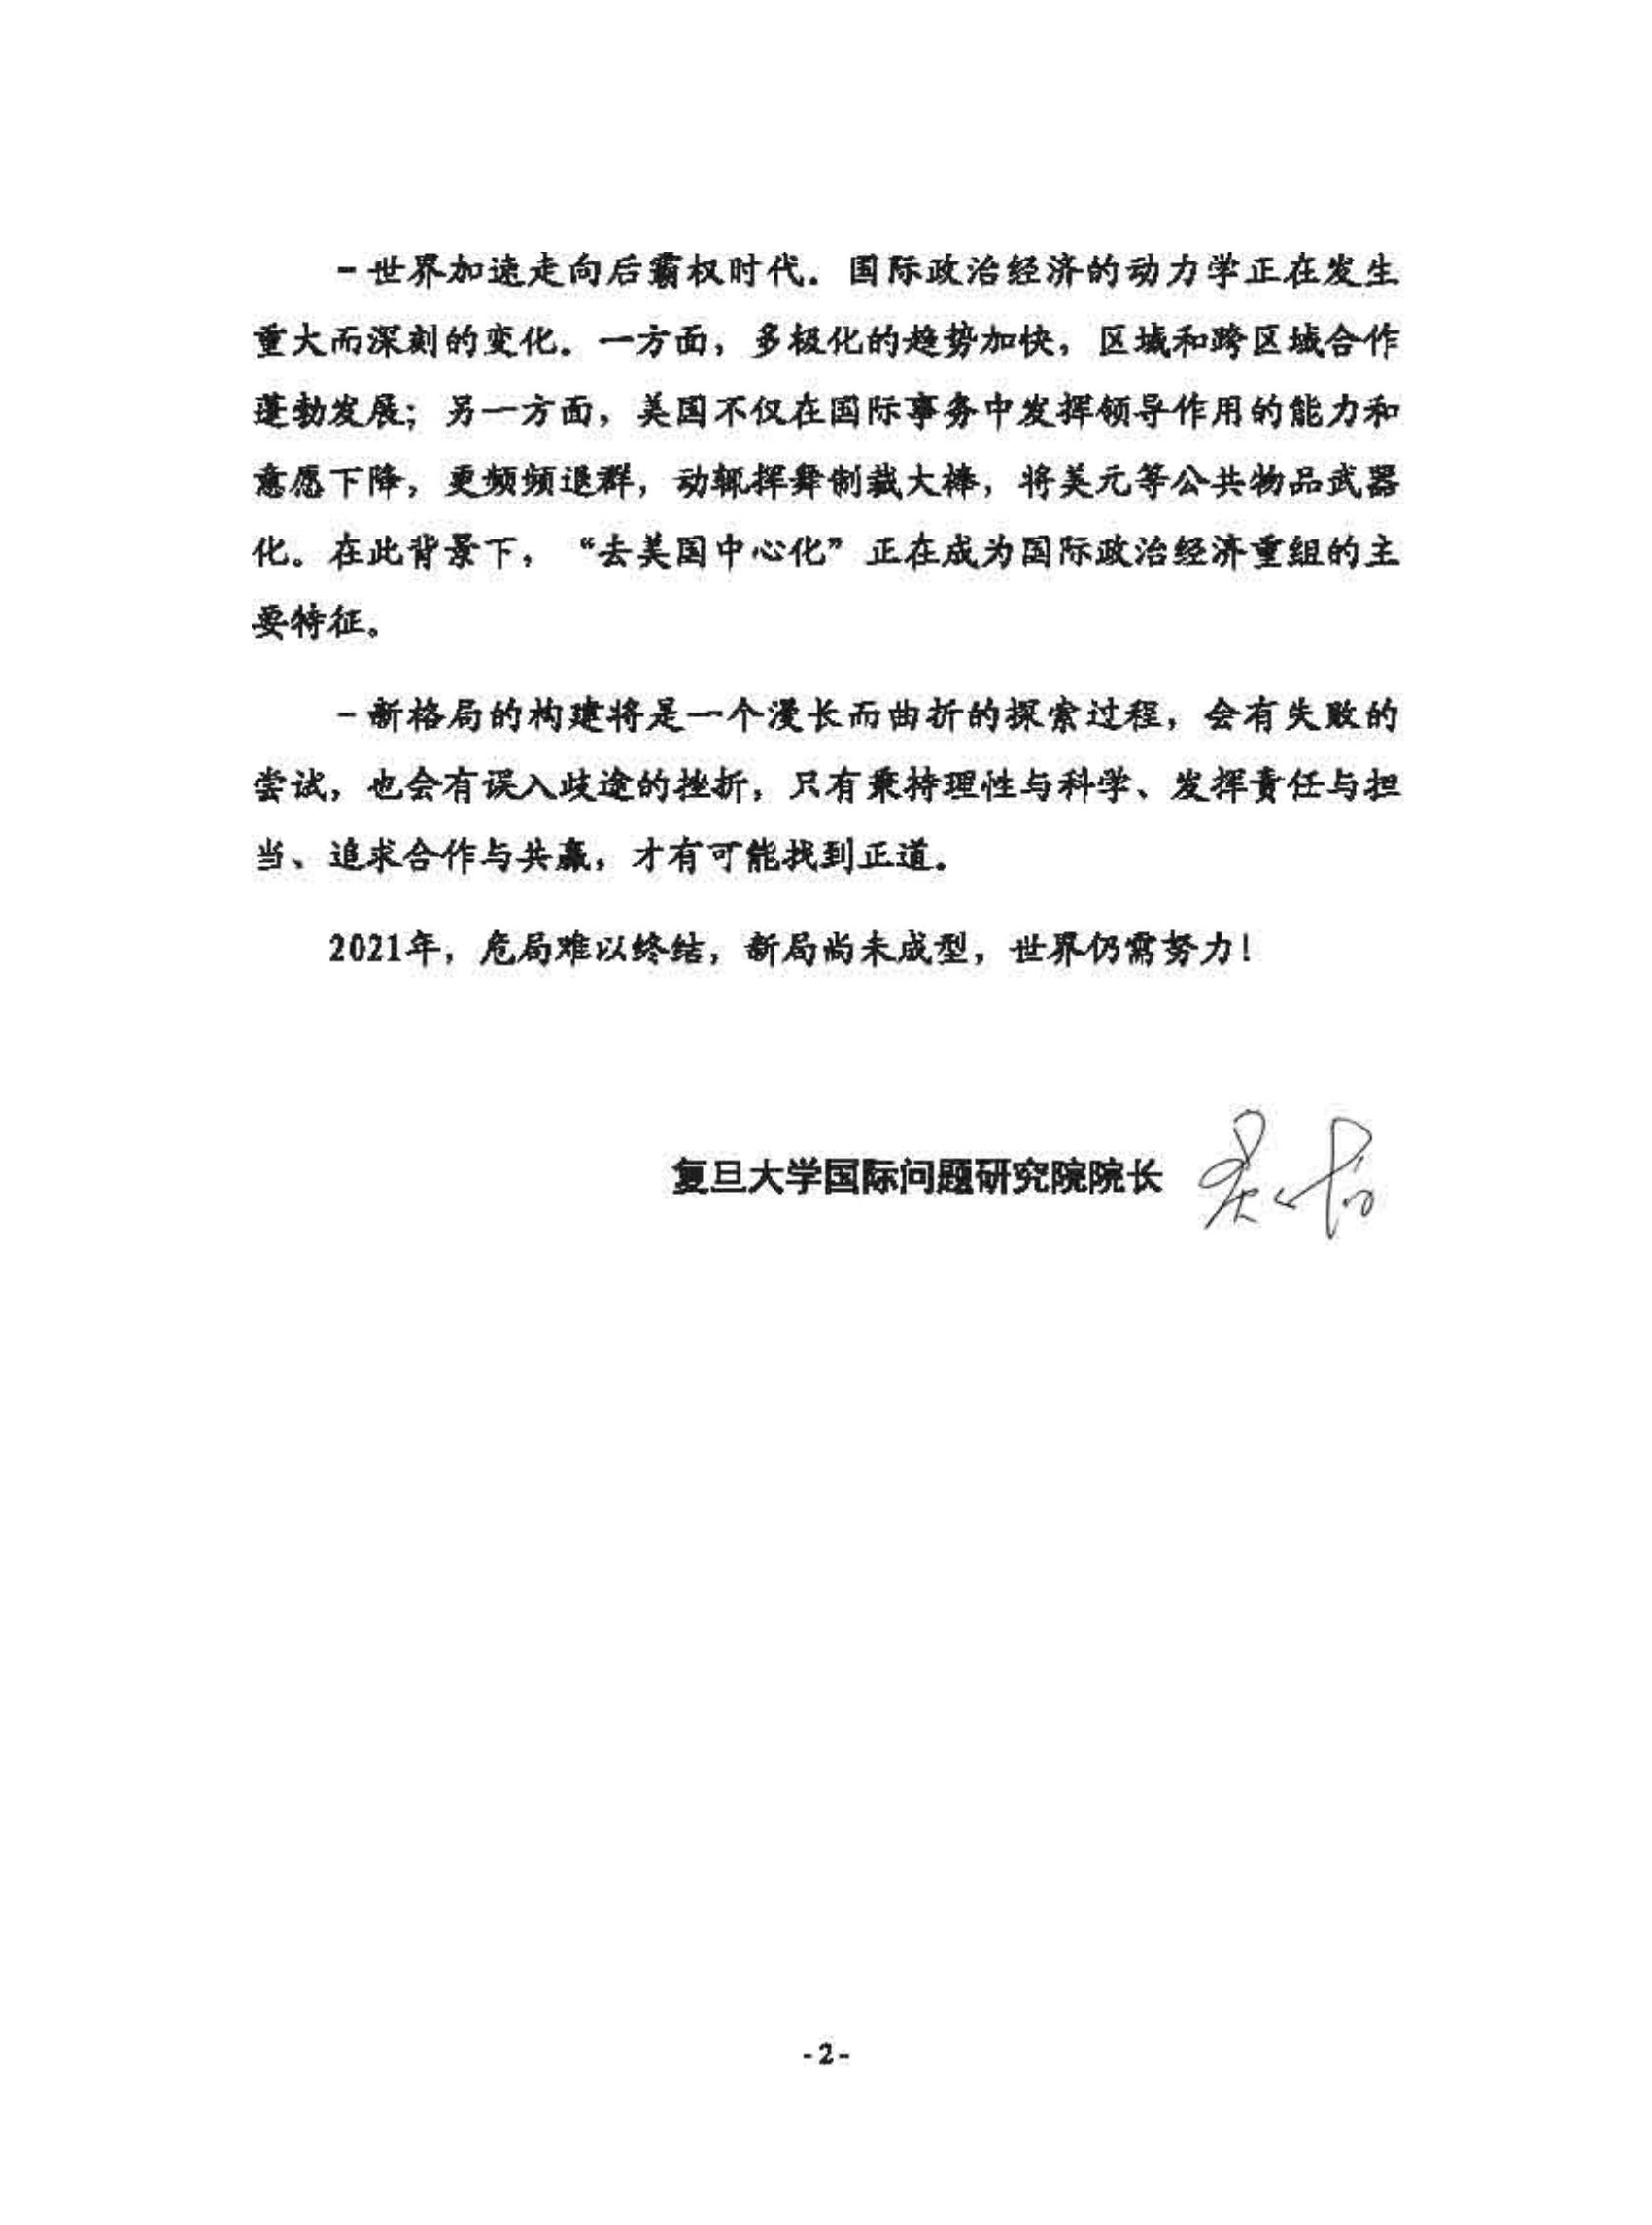 -世界加速走向后霸权时代。国际政治经济的动力学正在发生
重大而深刻的变化。一方面，多极化的趋势加快，区域和跨区域合作
蓬勃发展；另一方面，美国不仅在国际事务中发挥领导作用的能力和
意愿下降，更频频退群，动辄挥舞制裁大棒，将美元等公共物品武器
化。在此背景下，“去美国中心化”正在成为国际政治经济重组的主
要特征。
-新格局的构建将是一个漫长而曲折的探索过程，会有失败的
尝试，也会有误入歧途的挫折，只有秉持理性与科学、发挥责任与担
当、追求合作与共赢，才有可能找到正道。
2021年，危局难以终结，新局尚未成型，世界仍需努力！
复旦大学国际问题研究院院长
-2-